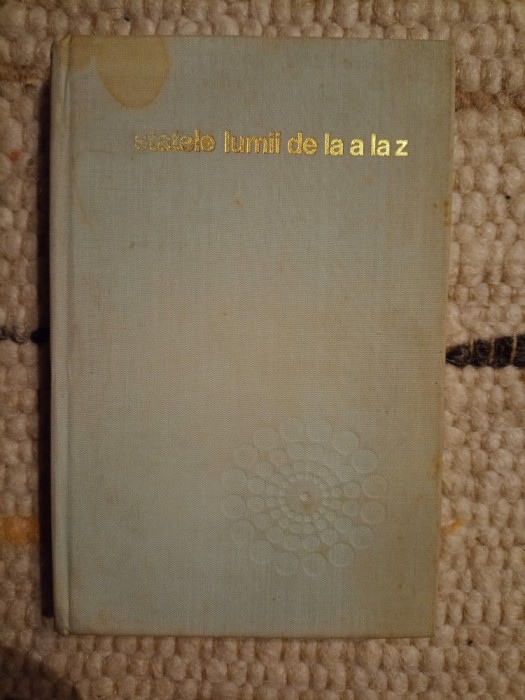 statele lumii de la a la z